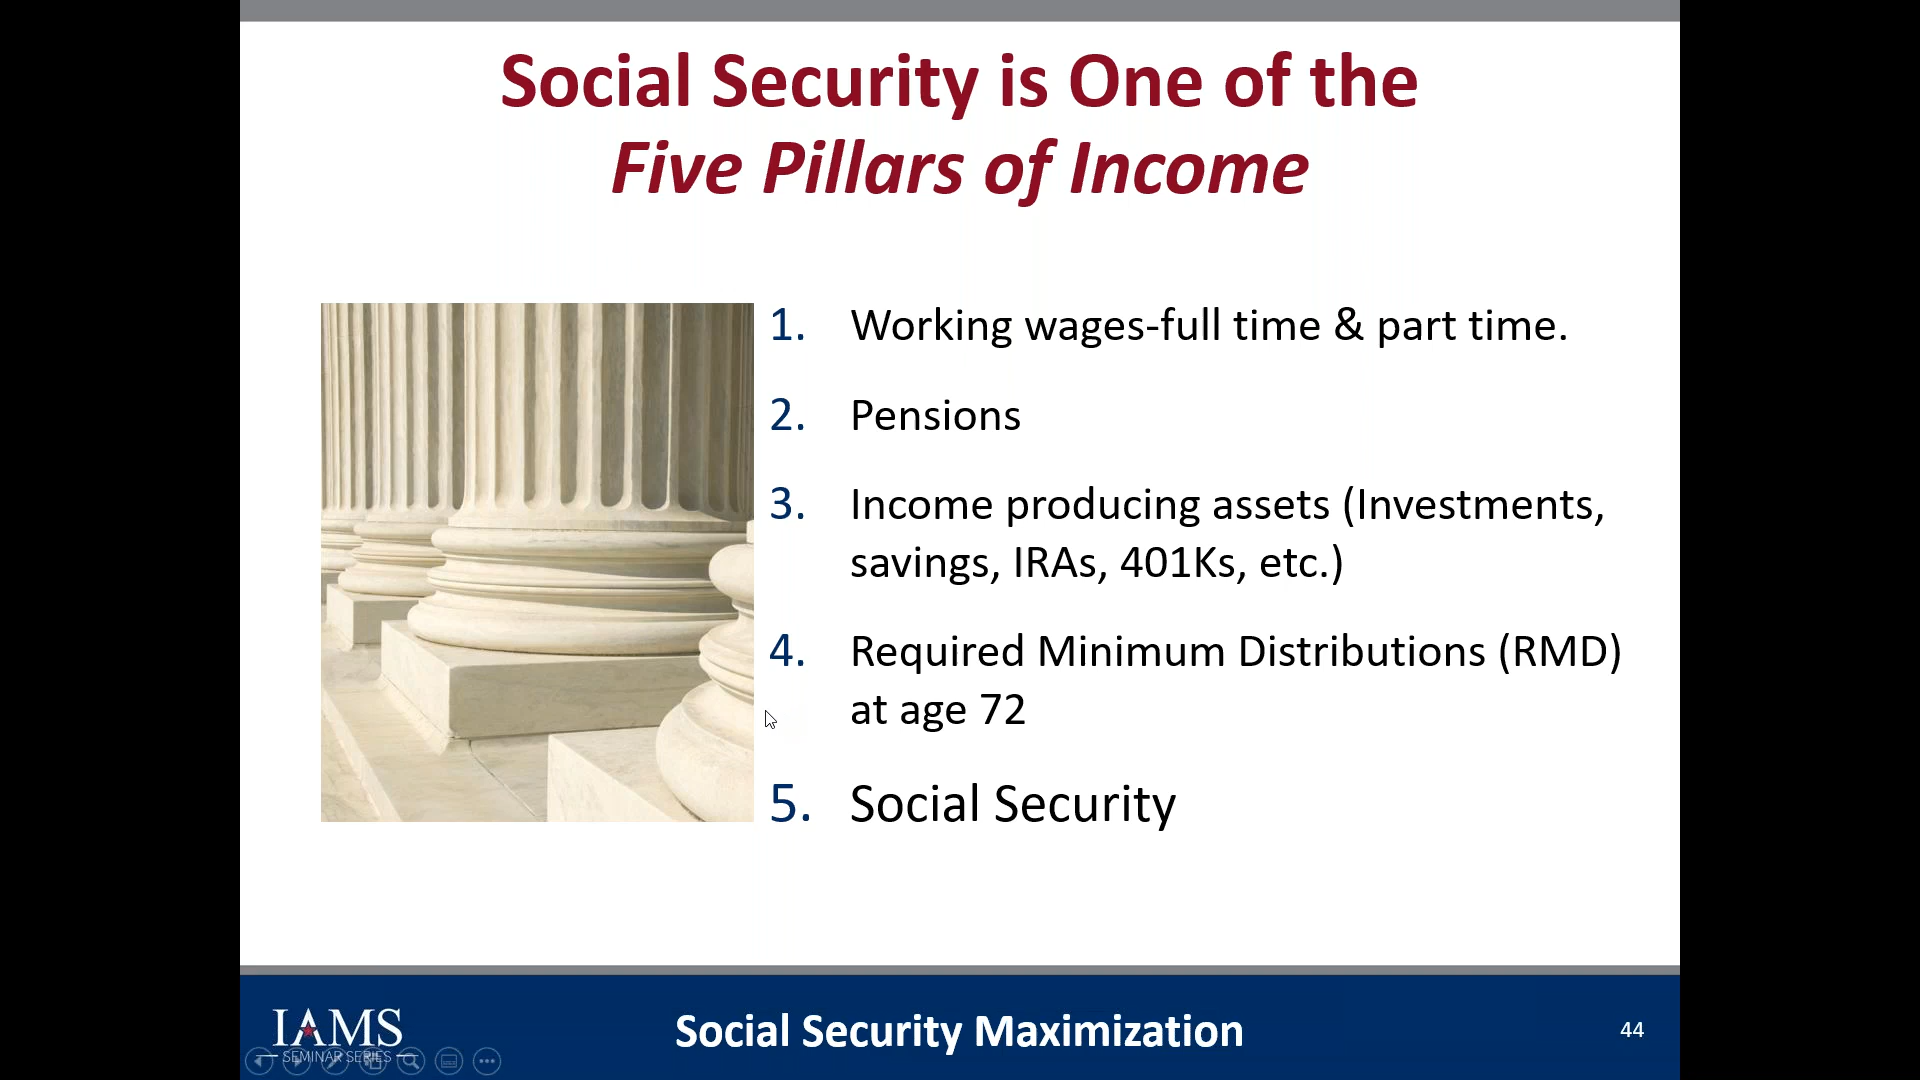 Social Security is One of the
Five Pillars of Income
1. Working wages-full time & part time.
2. Pensions
3. Income producing assets (Investments,
savings, IRAs, 401Ks, etc.)
4. Required Minimum Distributions (RMD)
at age 72
5. Social Security
IAMS
SEMINAR SERIES
Social Security Maximization
44